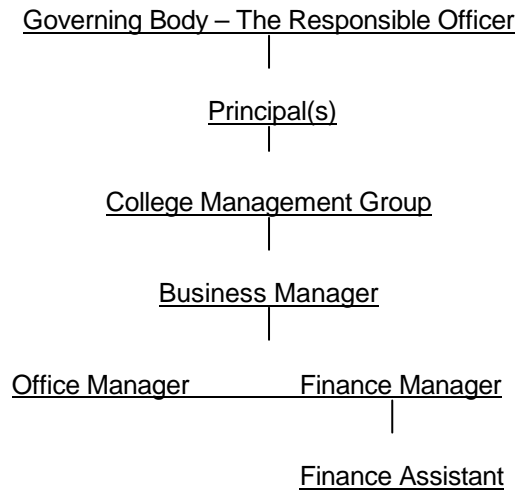 Governing Body – The Responsible Officer
Principal(s)
College Management Group
Business Manager
Office Manager Finance Manager
Finance Assistant